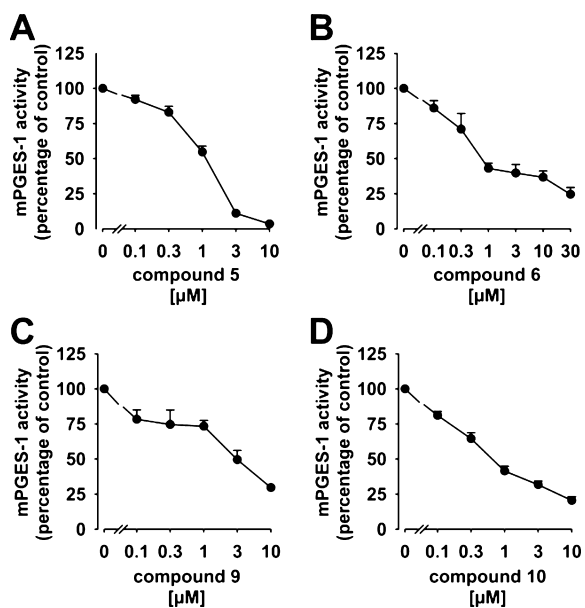 A
mPGES-1 activity
(percentage of control)
125
100
75
50
25
0
0 0.1 0.3 1 3 10
compound 5
[µM]
B
mPGES-1 activity
(percentage of control)
125
100
75
50
25
0
0 0.1 0.3 1 3 10 30
compound 6
[µM]
C
mPGES-1 activity
(percentage of control)
125
100
75
50
25
0
0 0.1 0.3 1 3 10
compound 9
[µM]
D
mPGES-1 activity
(percentage of control)
125
100
75
50
25
0
0 0.1 0.3 1 3 10
compound 10
[µM]